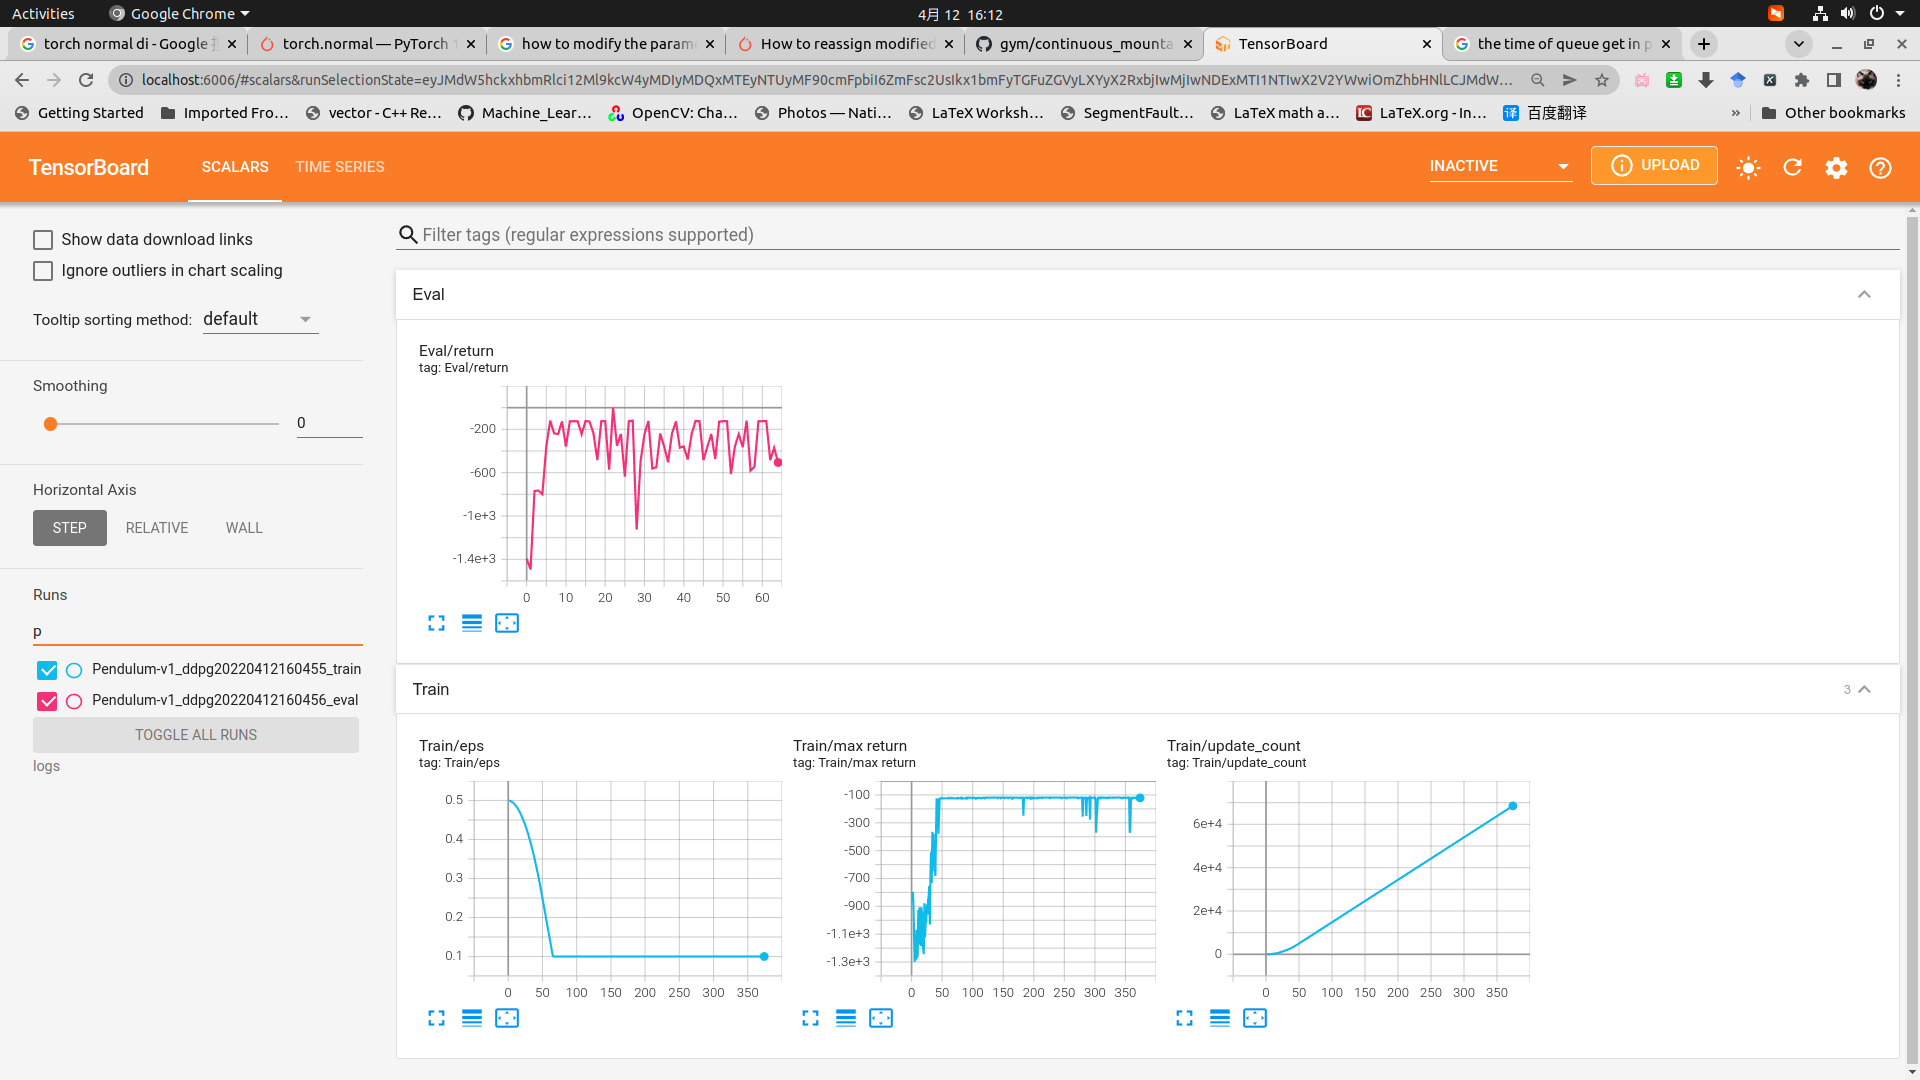 Activities
Google Chrome
4月 12 16:12
torch normal di - Google
torch.normal — PyTorch
how to modify the parame
How to reassign modified
gym/continuous_mounta
TensorBoard
the time of queue get in p
Getting Started
Imported Fro…
vector - C++ Re…
Machine_Lear…
OpenCV: Cha…
Photos — Nati…
LaTeX Worksh…
SegmentFault…
LaTeX math a…
LaTeX.org - In…
百度翻译
»
Other bookmarks
TensorBoard
SCALARS
TIME SERIES
INACTIVE
UPLOAD
Show data download links
Ignore outliers in chart scaling
Tooltip sorting method:
default
Smoothing
0
Horizontal Axis
STEP
RELATIVE
WALL
Runs
p
Pendulum-v1_ddpg20220412160455_train
Pendulum-v1_ddpg20220412160456_eval
TOGGLE ALL RUNS
logs
Filter tags (regular expressions supported)
Eval
Eval/return
tag: Eval/return
-200
-600
-1e+3
-1.4e+3
0 10 20 30 40 50 60
Train
3
Train/eps
tag: Train/eps
0.5
0.4
0.3
0.2
0.1
0 50 100 150 200 250 300 350
Train/max return
tag: Train/max return
-100
-300
-500
-700
-900
-1.1e+3
-1.3e+3
0 50 100 150 200 250 300 350
Train/update_count
tag: Train/update_count
6e+4
4e+4
2e+4
0
0 50 100 150 200 250 300 350